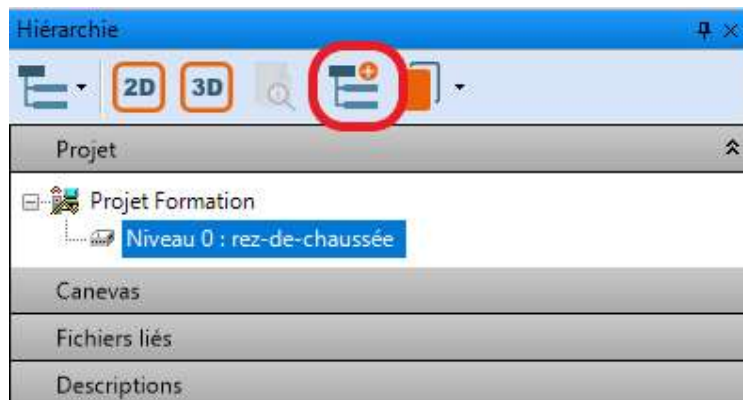 Hiérarchie
2D 3D
Projet
Projet Formation
Niveau 0 : rez-de-chaussée
Canevas
Fichiers liés
Descriptions